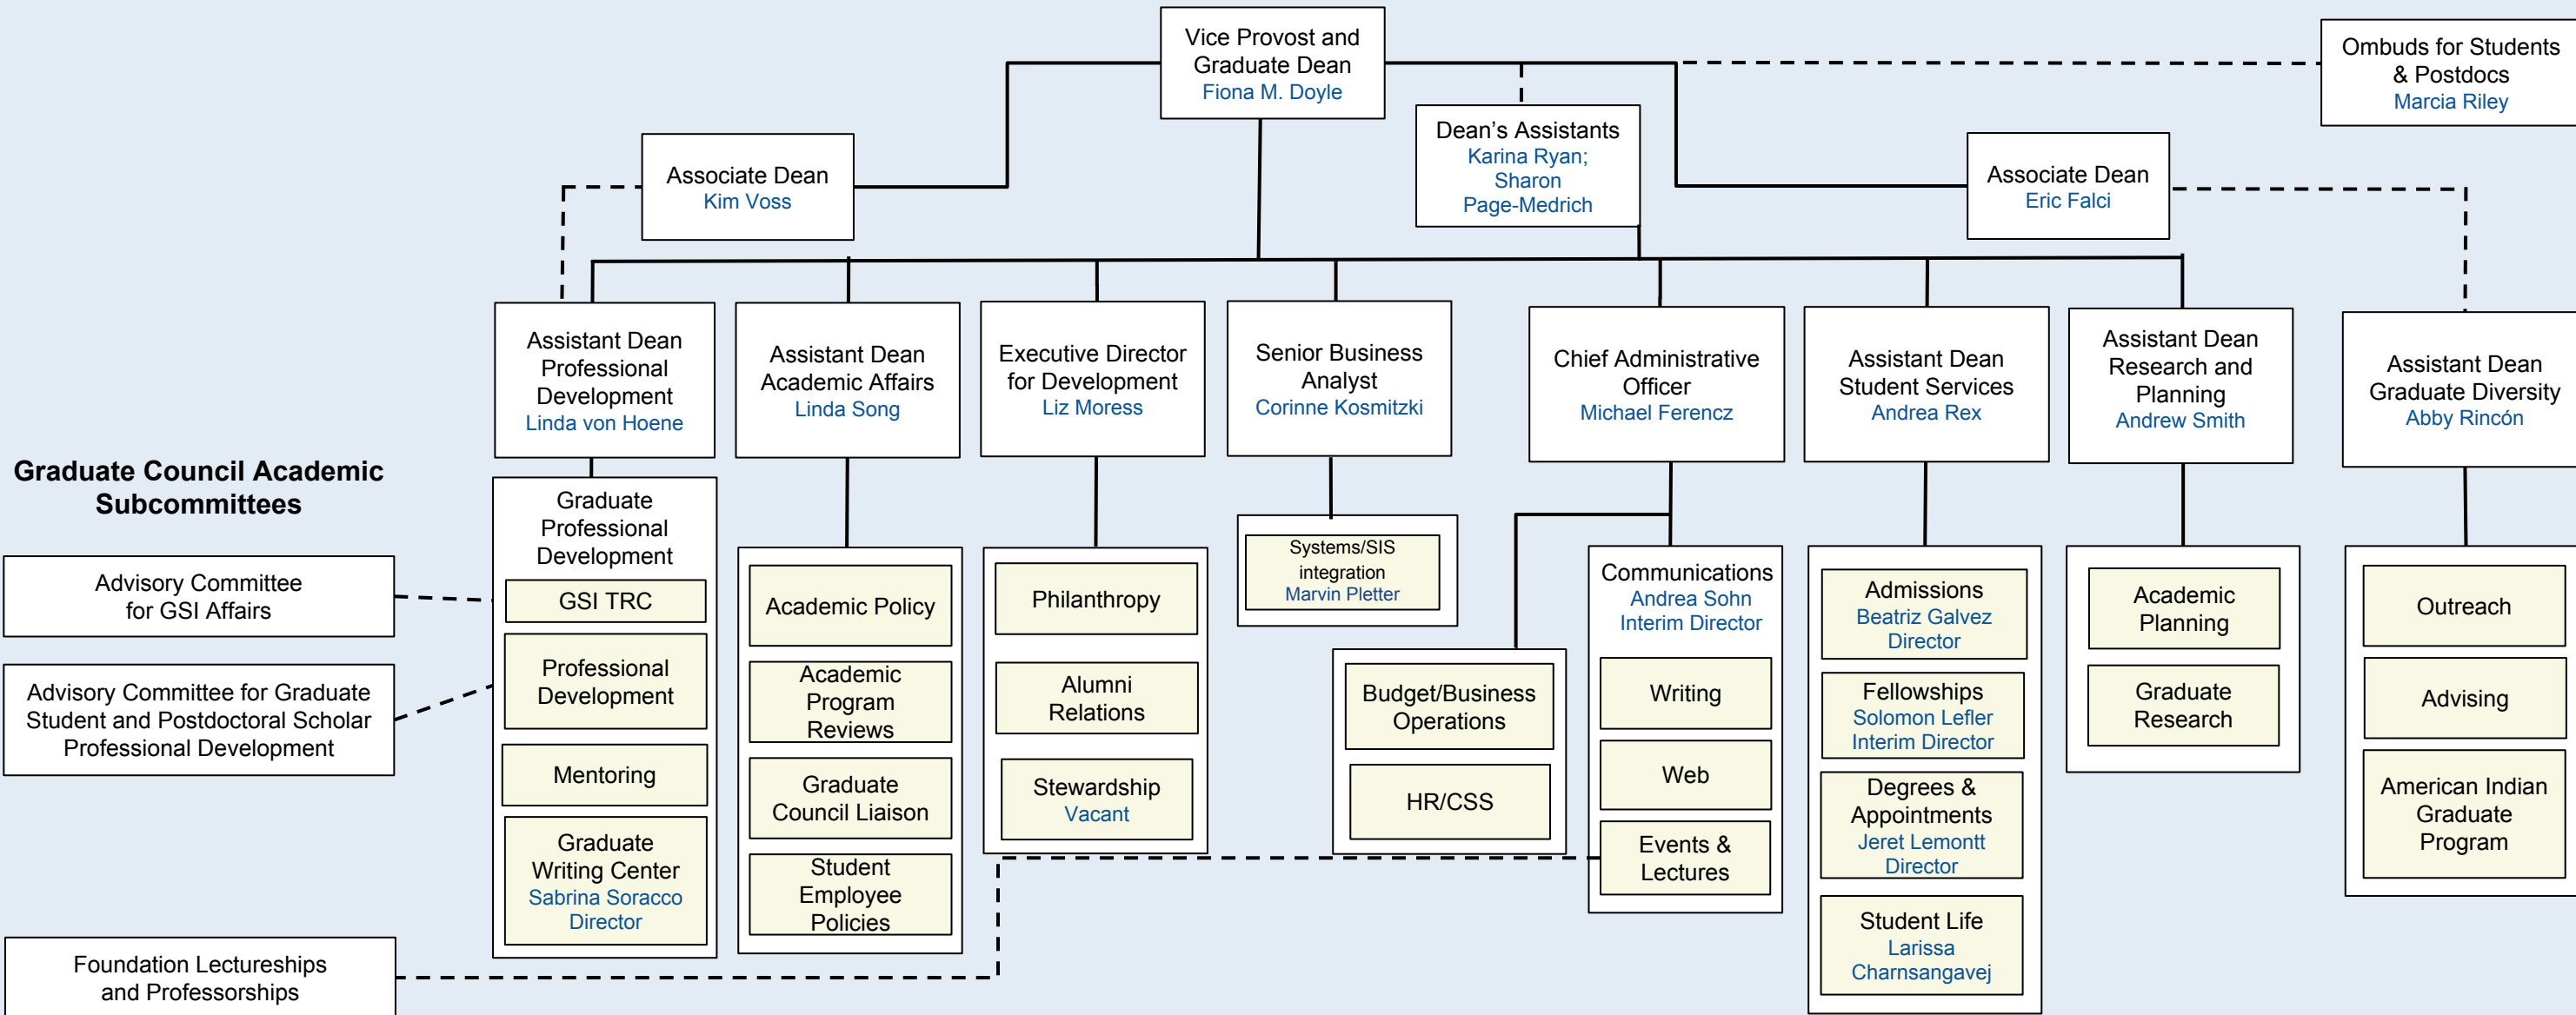 Vice Provost and
Graduate Dean
Fiona M. Doyle
Ombuds for Students
& Postdocs
Marcia Riley
Dean's Assistants
Karina Ryan;
Sharon
Page-Medrich
Associate Dean
Kim Voss
Associate Dean
Eric Falci
Assistant Dean
Professional
Development
Linda von Hoene
Assistant Dean
Academic Affairs
Linda Song
Executive Director
for Development
Liz Moress
Senior Business
Analyst
Corinne Kosmitzki
Chief Administrative
Officer
Michael Ferencz
Assistant Dean
Student Services
Andrea Rex
Assistant Dean
Research and
Planning
Andrew Smith
Assistant Dean
Graduate Diversity
Abby Rincón
Graduate Council Academic
Subcommittees
Advisory Committee
for GSI Affairs
Advisory Committee for Graduate
Student and Postdoctoral Scholar
Professional Development
Foundation Lectureships
and Professorships
Graduate
Professional
Development
GSI TRC
Professional
Development
Mentoring
Graduate
Writing Center
Sabrina Soracco
Director
Academic Policy
Academic
Program
Reviews
Graduate
Council Liaison
Student
Employee
Policies
Philanthropy
Alumni
Relations
Stewardship
Vacant
Systems/SIS
integration
Marvin Pletter
Budget/Business
Operations
HR/CSS
Communications
Andrea Sohn
Interim Director
Writing
Web
Events &
Lectures
Admissions
Beatriz Galvez
Director
Fellowships
Solomon Lefler
Interim Director
Degrees &
Appointments
Jeret Lemontt
Director
Student Life
Larissa
Charnsangavej
Academic
Planning
Graduate
Research
Outreach
Advising
American Indian
Graduate
Program